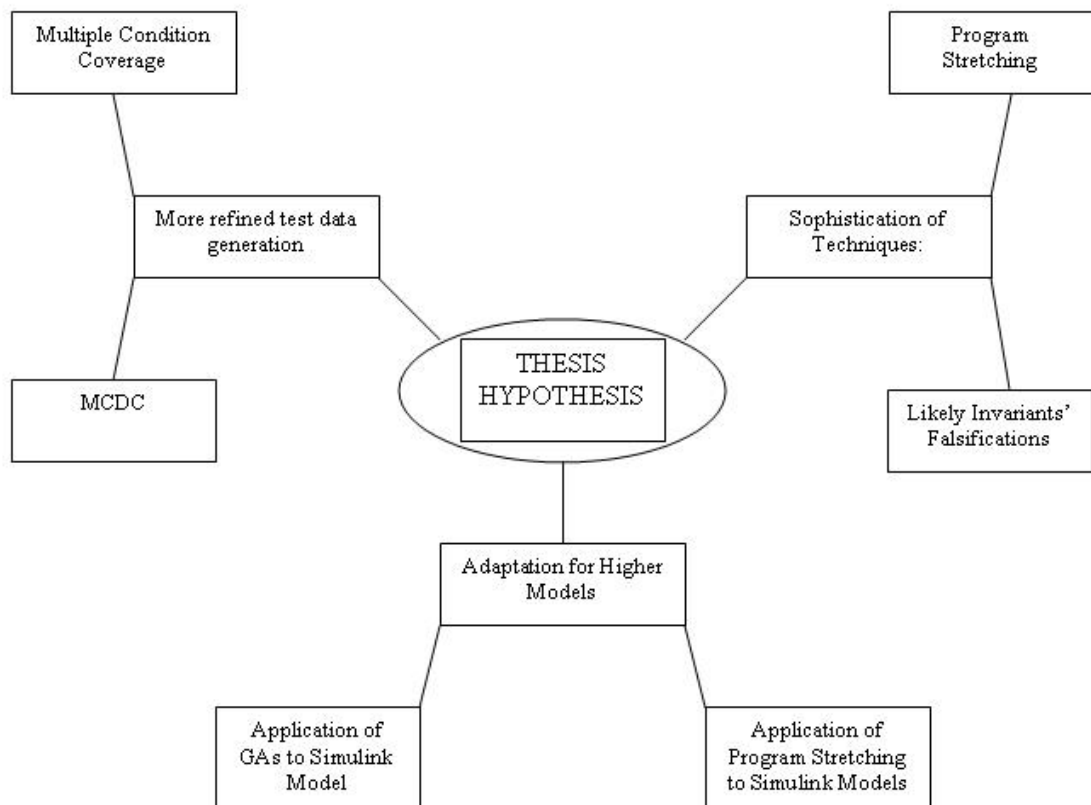 Multiple Condition
Coverage
Program
Stretching
More refined test data
generation
Sophistication of
Techniques:
THESIS
HYPOTHESIS
MCDC
Likely Invariants’
Falsifications
Adaptation for Higher
Models
Application of
GAs to Simulink
Model
Application of
Program Stretching
to Simulink Models